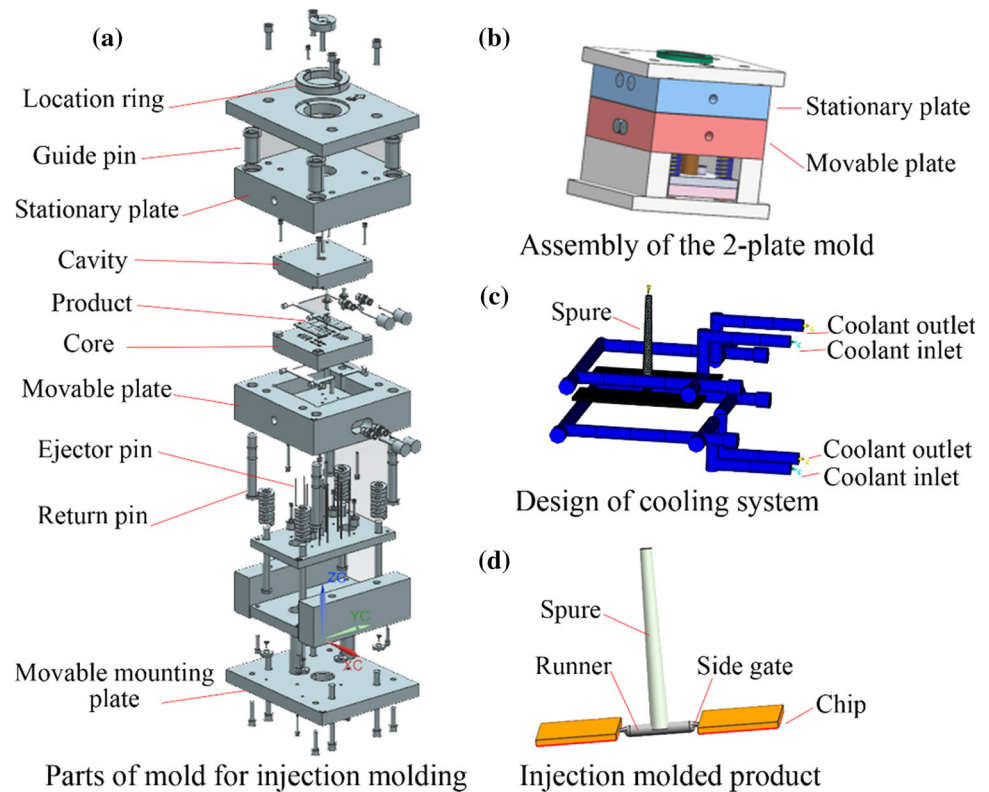 (a)
Location ring
Guide pin
Stationary plate
Cavity
Product
Core
Movable plate
Ejector pin
Return pin
ZC
YC
XC
Movable mounting
plate
Parts of mold for injection molding
(b)
Stationary plate
Movable plate
Assembly of the 2-plate mold
(c)
Spure
Coolant outlet
Coolant inlet
Coolant outlet
Coolant inlet
Design of cooling system
(d)
Spure
Runner
Side gate
Chip
Injection molded product